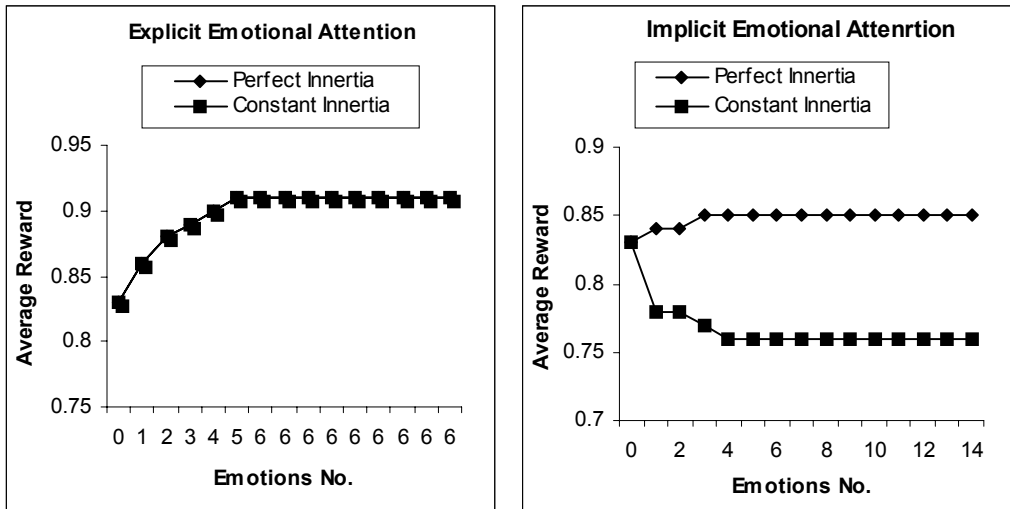 Explicit Emotional Attention
Perfect Innertia
Constant Innertia
0.95
0.9
0.85
0.8
0.75
Average Reward
0 1 2 3 4 5 6 6 6 6 6 6 6 6 6
Emotions No.
Implicit Emotional Attenrtion
Perfect Innertia
Constant Innertia
0.9
0.85
0.8
0.75
0.7
Average Reward
0 2 4 6 8 10 12 14
Emotions No.